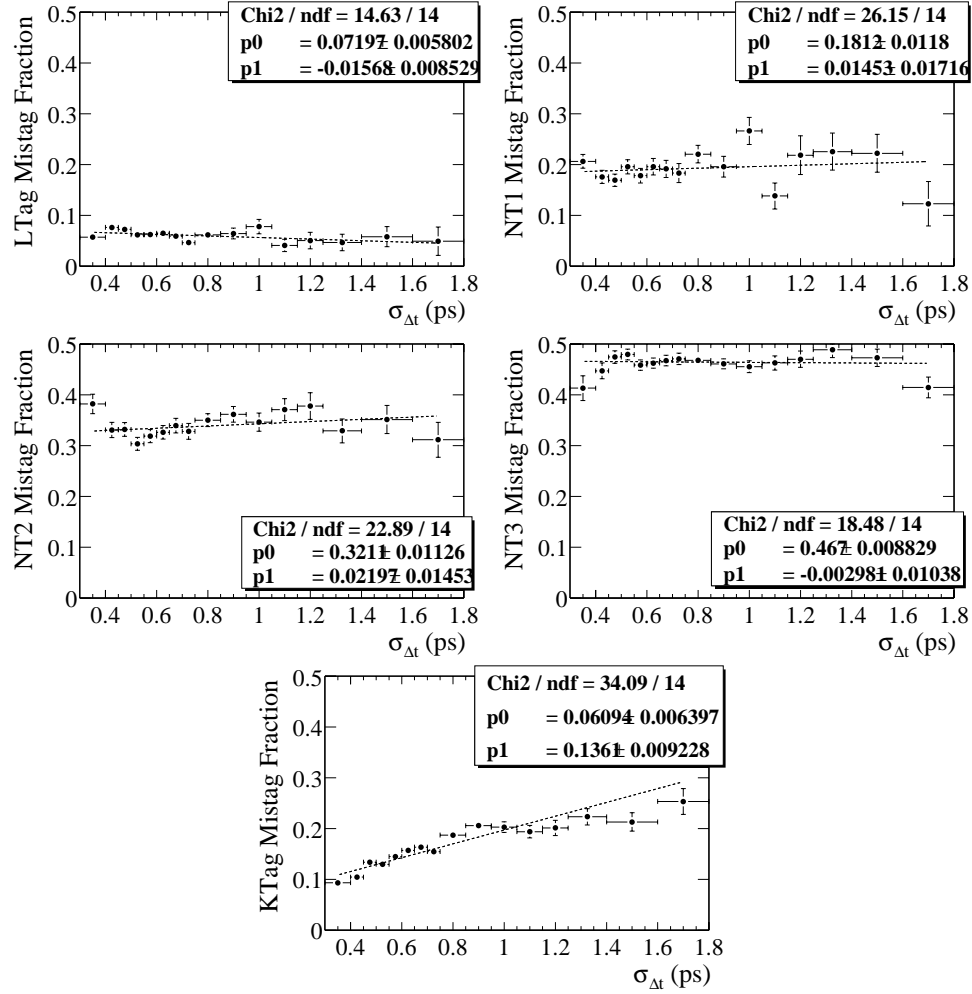 Chi2 / ndf = 14.63 / 14
p0 = 0.07197± 0.005802
p1 = -0.01568± 0.008529
LTag Mistag Fraction
0.5
0.4
0.3
0.2
0.1
0
0.4 0.6 0.8 1 1.2 1.4 1.6 1.8
σΔt (ps)
Chi2 / ndf = 26.15 / 14
p0 = 0.1812± 0.0118
p1 = 0.01453± 0.01716
NT1 Mistag Fraction
0.5
0.4
0.3
0.2
0.1
0
0.4 0.6 0.8 1 1.2 1.4 1.6 1.8
σΔt (ps)
NT2 Mistag Fraction
0.5
0.4
0.3
0.2
0.1
0
Chi2 / ndf = 22.89 / 14
p0 = 0.3211± 0.01126
p1 = 0.02197± 0.01453
0.4 0.6 0.8 1 1.2 1.4 1.6 1.8
σΔt (ps)
NT3 Mistag Fraction
0.5
0.4
0.3
0.2
0.1
0
Chi2 / ndf = 18.48 / 14
p0 = 0.467± 0.008829
p1 = -0.002981± 0.01038
0.4 0.6 0.8 1 1.2 1.4 1.6 1.8
σΔt (ps)
Chi2 / ndf = 34.09 / 14
p0 = 0.06094± 0.006397
p1 = 0.1361± 0.009228
KTag Mistag Fraction
0.5
0.4
0.3
0.2
0.1
0
0.4 0.6 0.8 1 1.2 1.4 1.6 1.8
σΔt (ps)